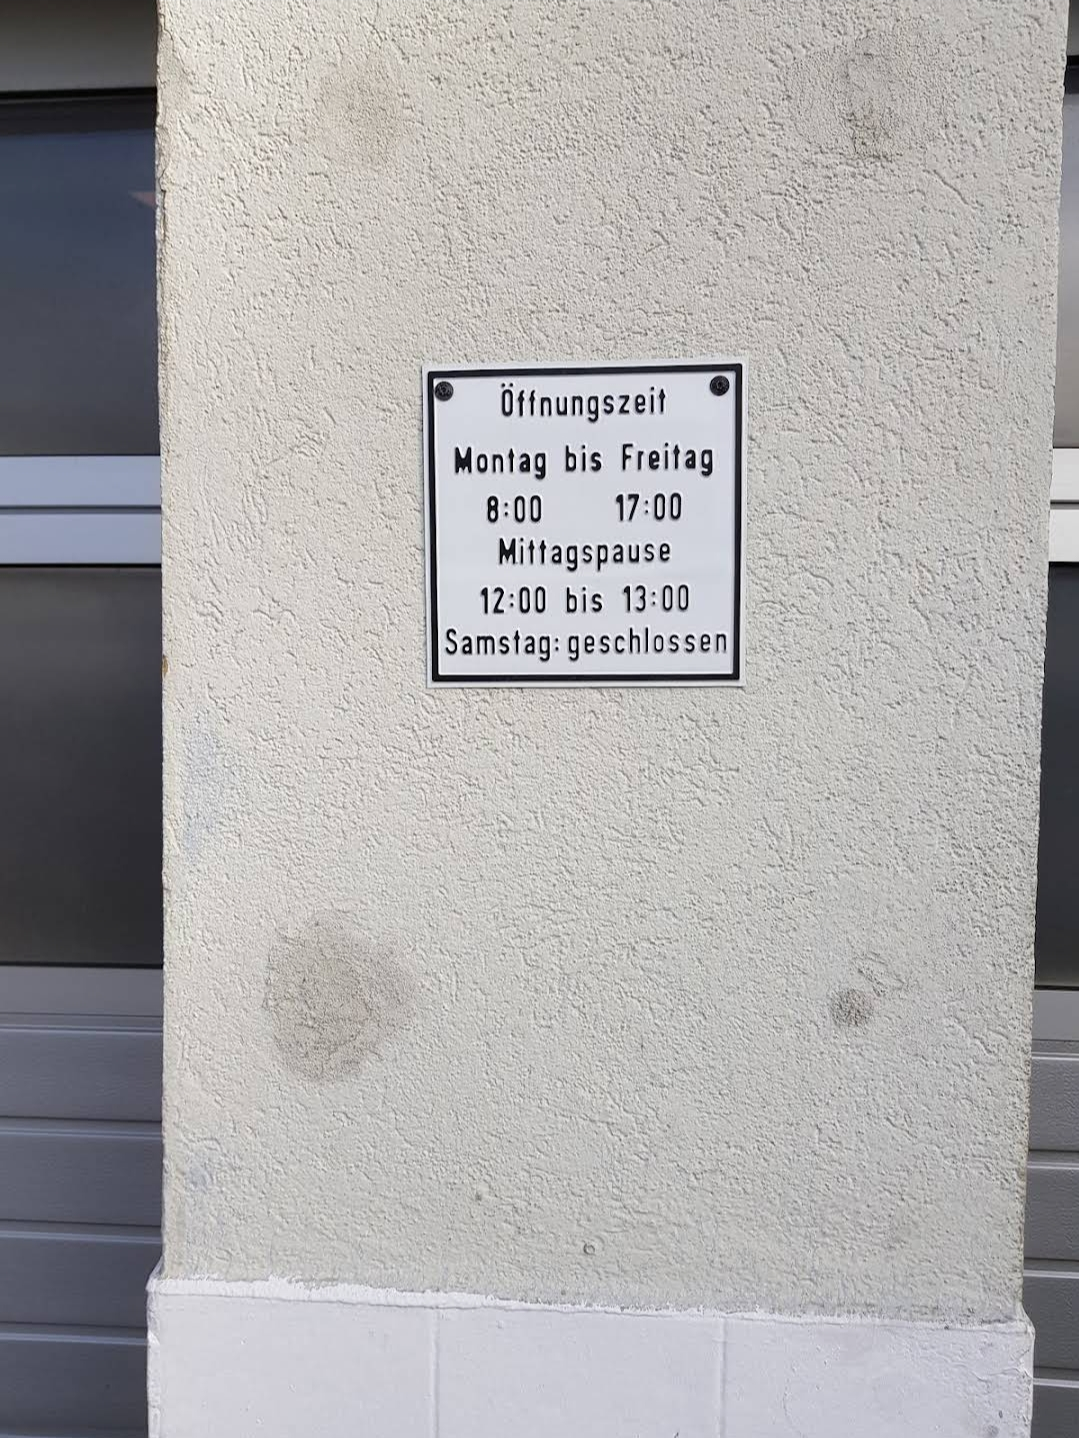 Öffnungszeit
Montag bis Freitag
8:00 17:00
Mittagspause
12:00 bis 13:00
Samstag: geschlossen